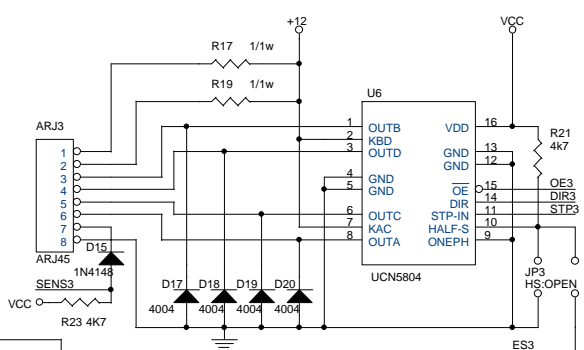 +12
VCC
R17 1/1w
R19 1/1w
U6
ARJ3
1
2
3
4
5
6
7
8
ARJ45
1 OUTB
2 KBD
3 OUTD
4 GND
5 GND
6 OUTC
7 KAC
8 OUTA
VDD 16
GND 13
GND 12
OE 15
DIR 14
STP-IN 11
HALF-S 10
ONEPH 9
UCN5804
R21
4k7
OE3
DIR3
STP3
D15
1N4148
SENS3
VCC
R23 4K7
D17
4004
D18
4004
D19
4004
D20
4004
JP3
HS:OPEN
ES3